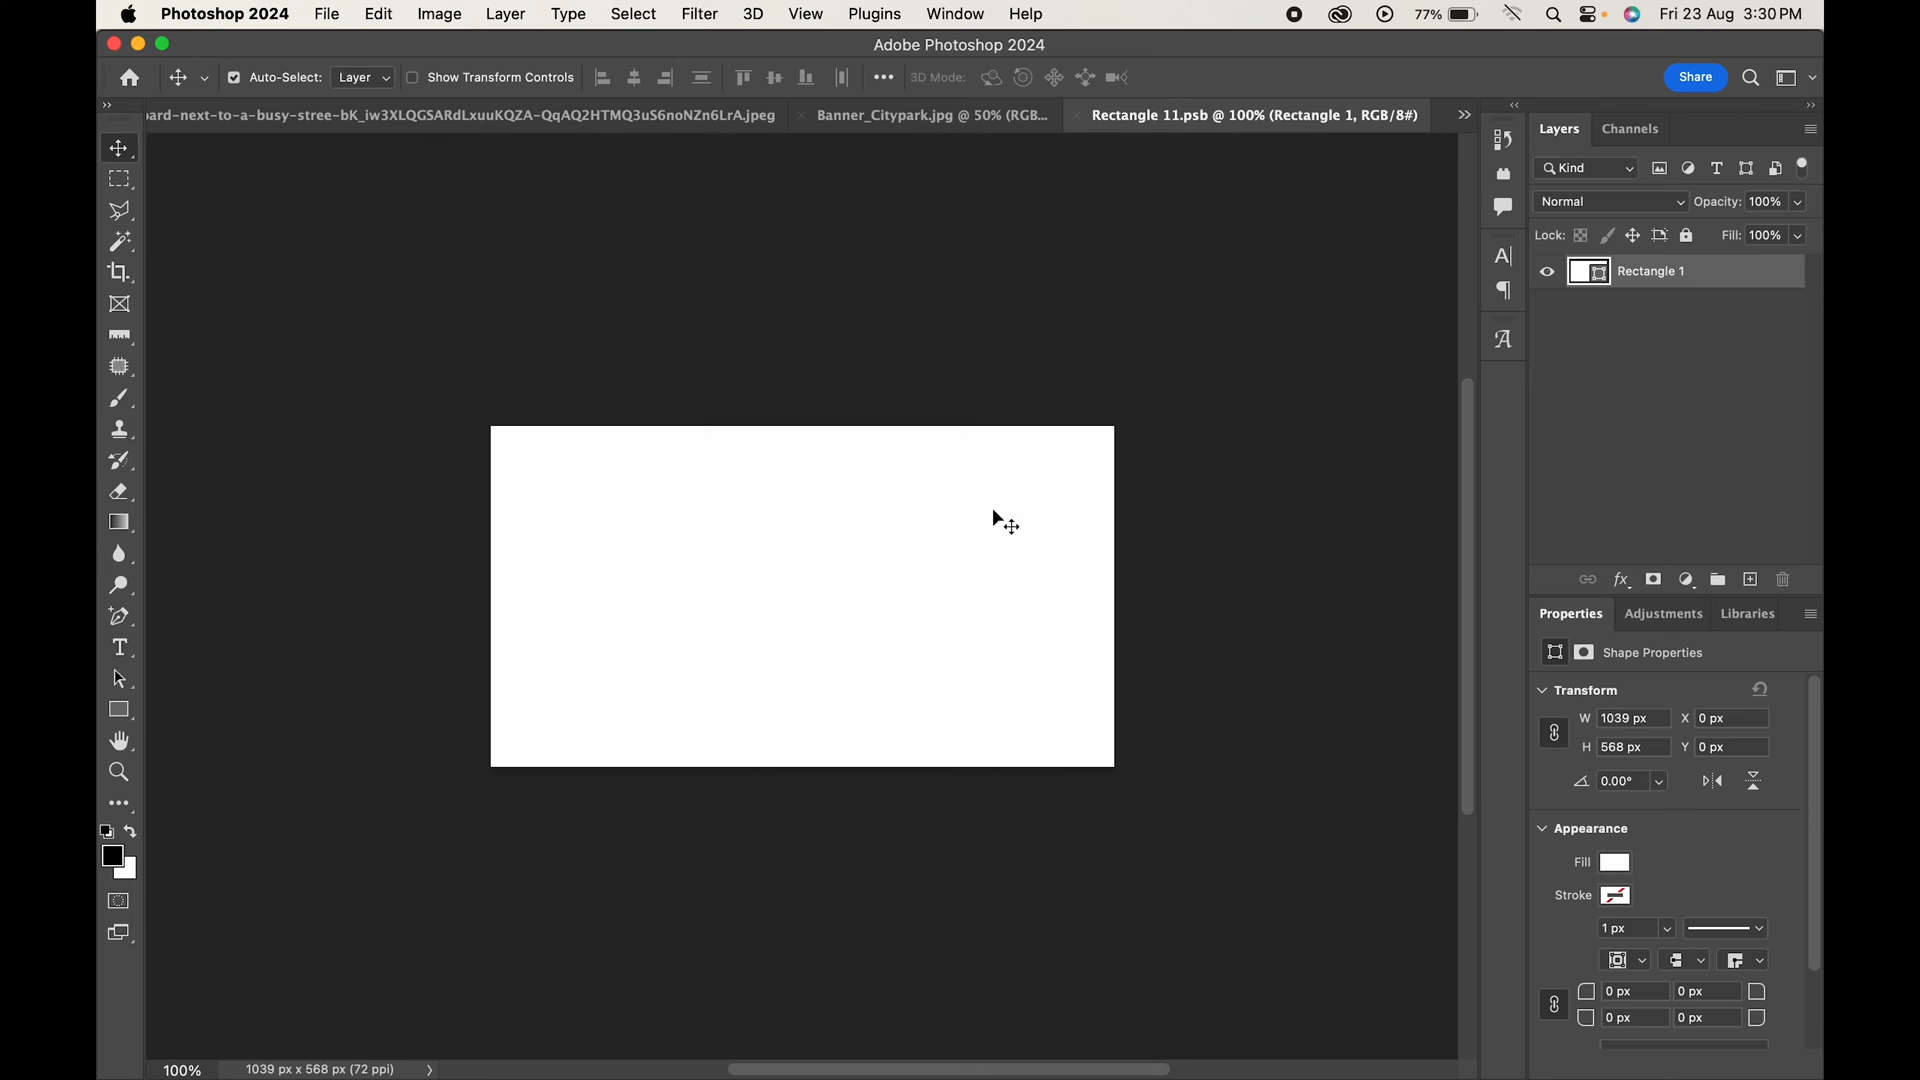 Photoshop 2024 File Edit Image Layer Type Select Filter 3D View Plugins Window Help 77% Fri 23 Aug 3:30 PM
Adobe Photoshop 2024
Auto-Select: Layer Show Transform Controls 3D Mode: Share
ard-next-to-a-busy-stree-bK_iw3XLQGSARdLxuuKQZA-QqAQ2HTMQ3uS6noNZn6LrA.jpeg Banner_Citypark.jpg @ 50% (RGB... Rectangle 11.psb @ 100% (Rectangle 1, RGB/8#)
Layers Channels
Kind
Normal Opacity: 100%
Lock: Fill: 100%
Rectangle 1
fx
Properties Adjustments Libraries
Shape Properties
Transform
W 1039 px X 0 px
H 568 px Y 0 px
0.00°
Appearance
Fill
Stroke
1 px
0 px 0 px
0 px 0 px
100% 1039 px x 568 px (72 ppi)